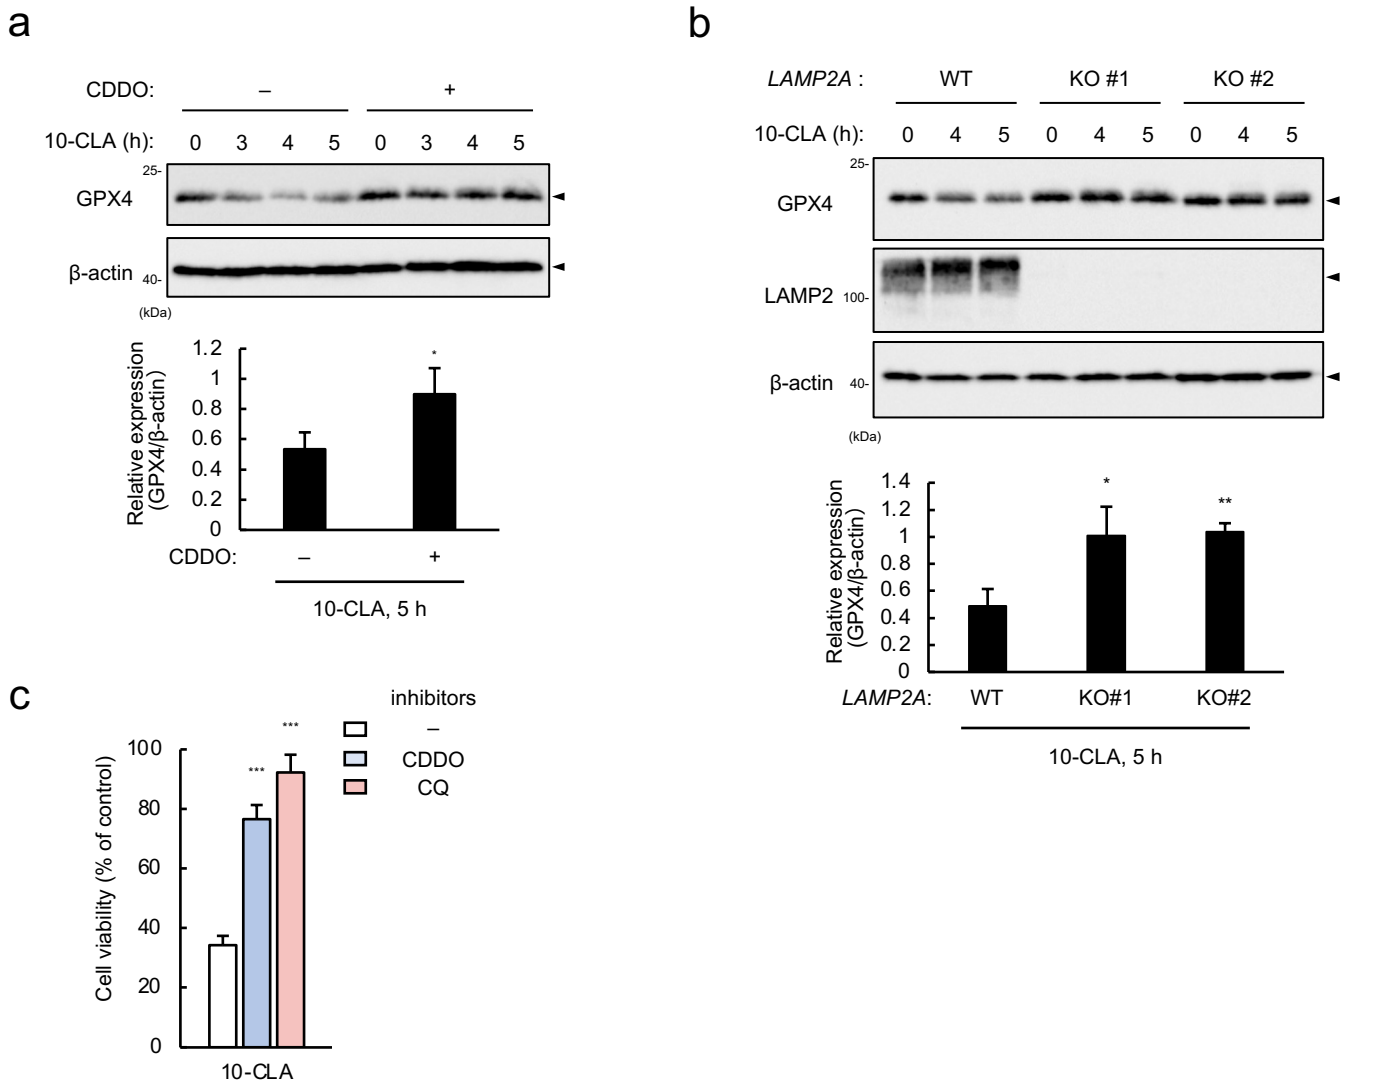 a
CDDO: – +
10-CLA (h): 0 3 4 5 0 3 4 5
25-
GPX4
β-actin
40-
(kDa)
1.2
1
0.8
0.6
0.4
0.2
0
Relative expression
(GPX4/β-actin)
*
CDDO: – +
10-CLA, 5 h
b
LAMP2A : WT KO #1 KO #2
10-CLA (h): 0 4 5 0 4 5 0 4 5
25-
GPX4
LAMP2
100-
β-actin
40-
(kDa)
1.4
1.2
1
0.8
0.6
0.4
0.2
0
Relative expression
(GPX4/β-actin)
*
**
LAMP2A: WT KO#1 KO#2
10-CLA, 5 h
c
inhibitors
–
CDDO
CQ
100
80
60
40
20
0
Cell viability (% of control)
***
***
10-CLA